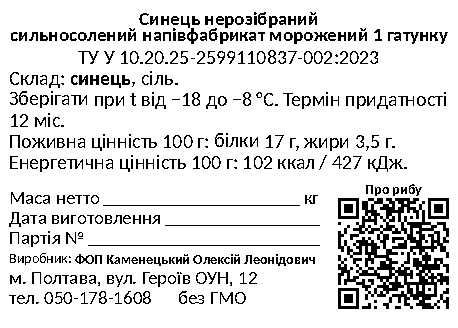 Синець нерозібраний
сильносолений напівфабрикат морожений 1 гатунку
ТУ У 10.20.25-2599110837-002:2023
Склад: синець, сіль.
Зберігати при t від −18 до −8 °С. Термін придатності
12 міс.
Поживна цінність 100 г: білки 17 г, жири 3,5 г.
Енергетична цінність 100 г: 102 ккал / 427 кДж.
Маса нетто ______________________ кг
Дата виготовлення _________________
Партія № _________________________
Про рибу
Виробник: ФОП Каменецький Олексій Леонідович
м. Полтава, вул. Героїв ОУН, 12
тел. 050-178-1608 без ГМО